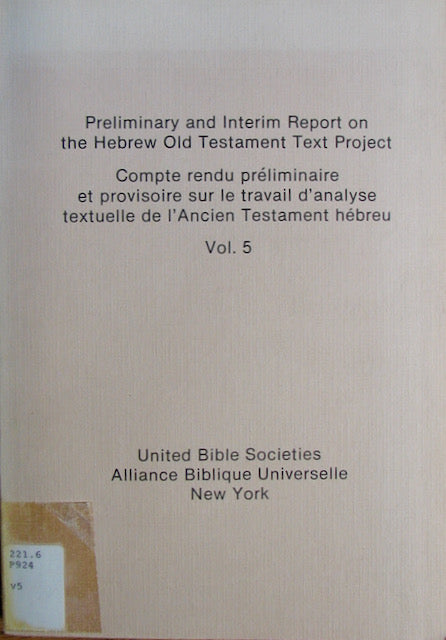 Preliminary and Interim Report on
the Hebrew Old Testament Text Project
Compte rendu préliminaire
et provisoire sur le travail d'analyse
textuelle de l'Ancien Testament hébreu
Vol. 5
United Bible Societies
Alliance Biblique Universelle
New York
221.6
P924
v5